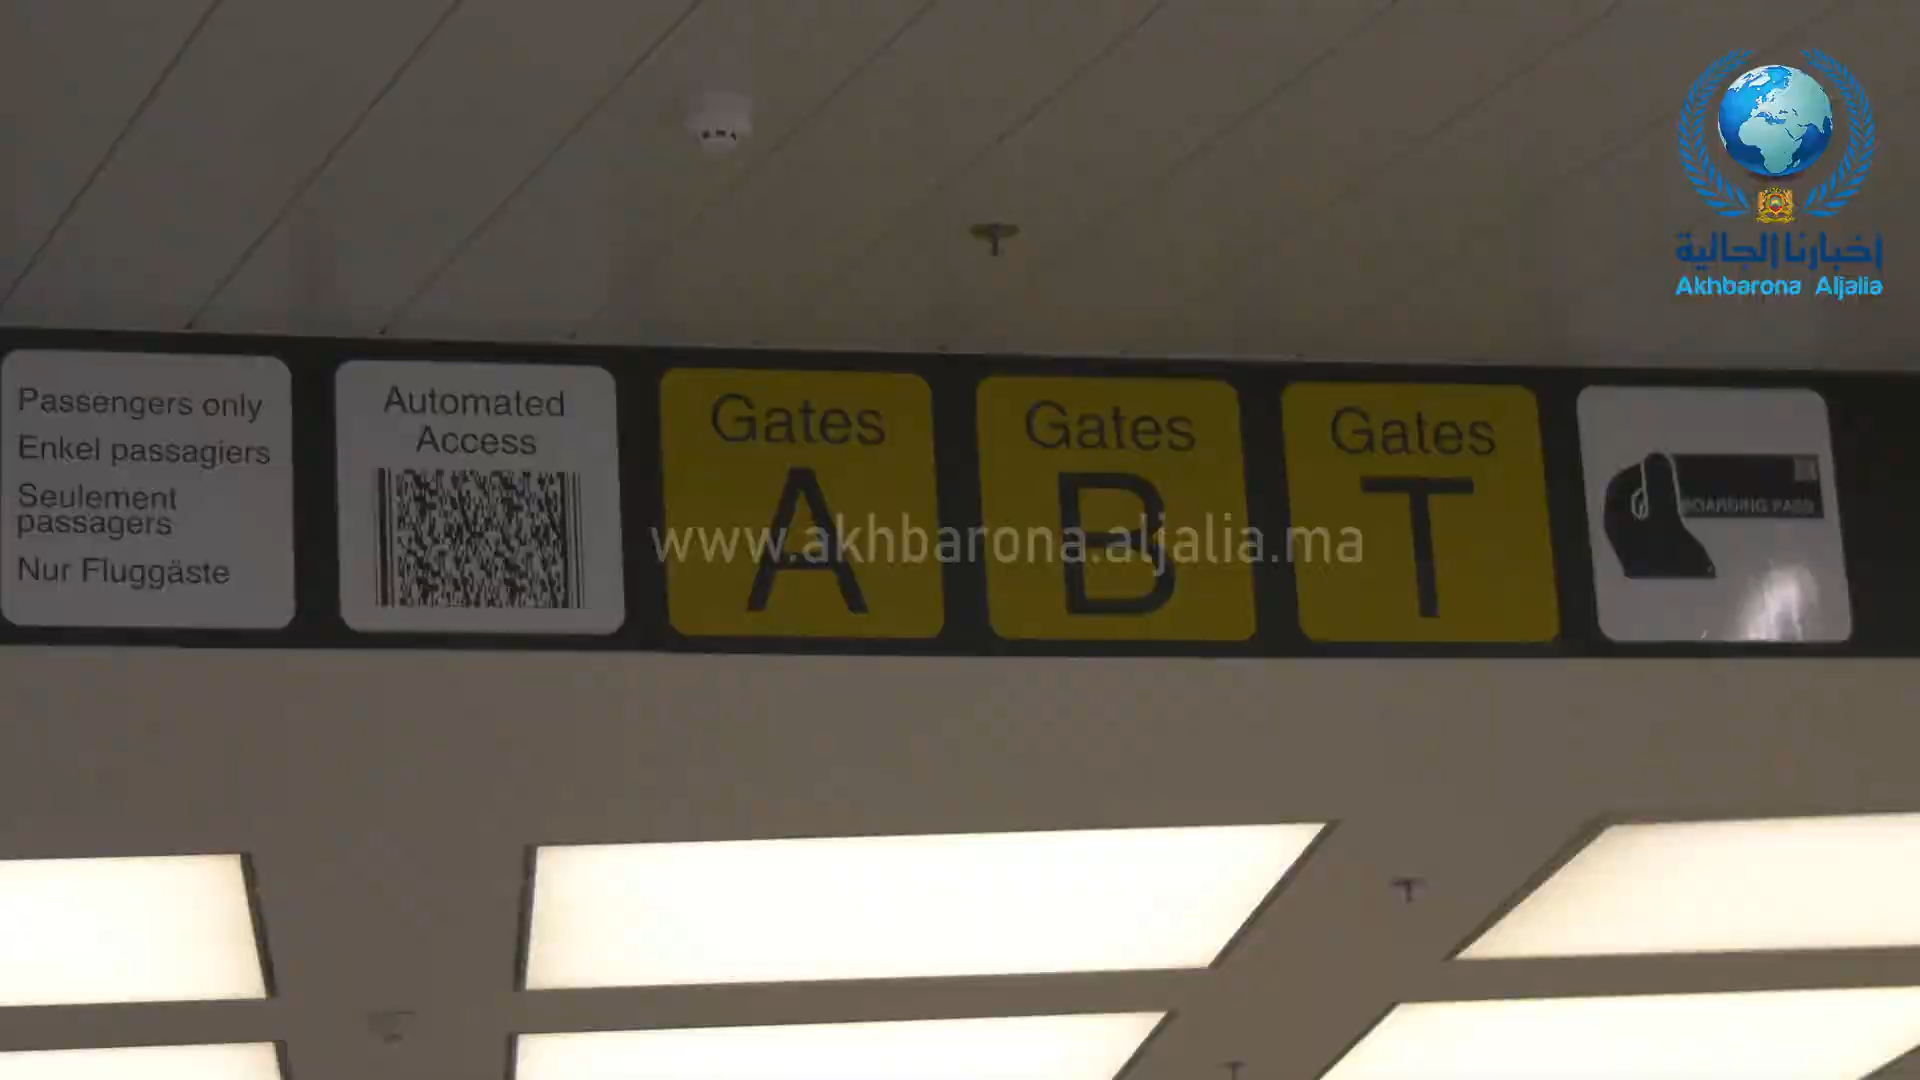 أخبارنا الجالية
Akhbarona Aljalia
Passengers only
Enkel passagiers
Seulement
passagers
Nur Fluggäste
Automated
Access
Gates
A
Gates
B
Gates
T
BOARDING PASS
www.akhbarona.aljalia.ma